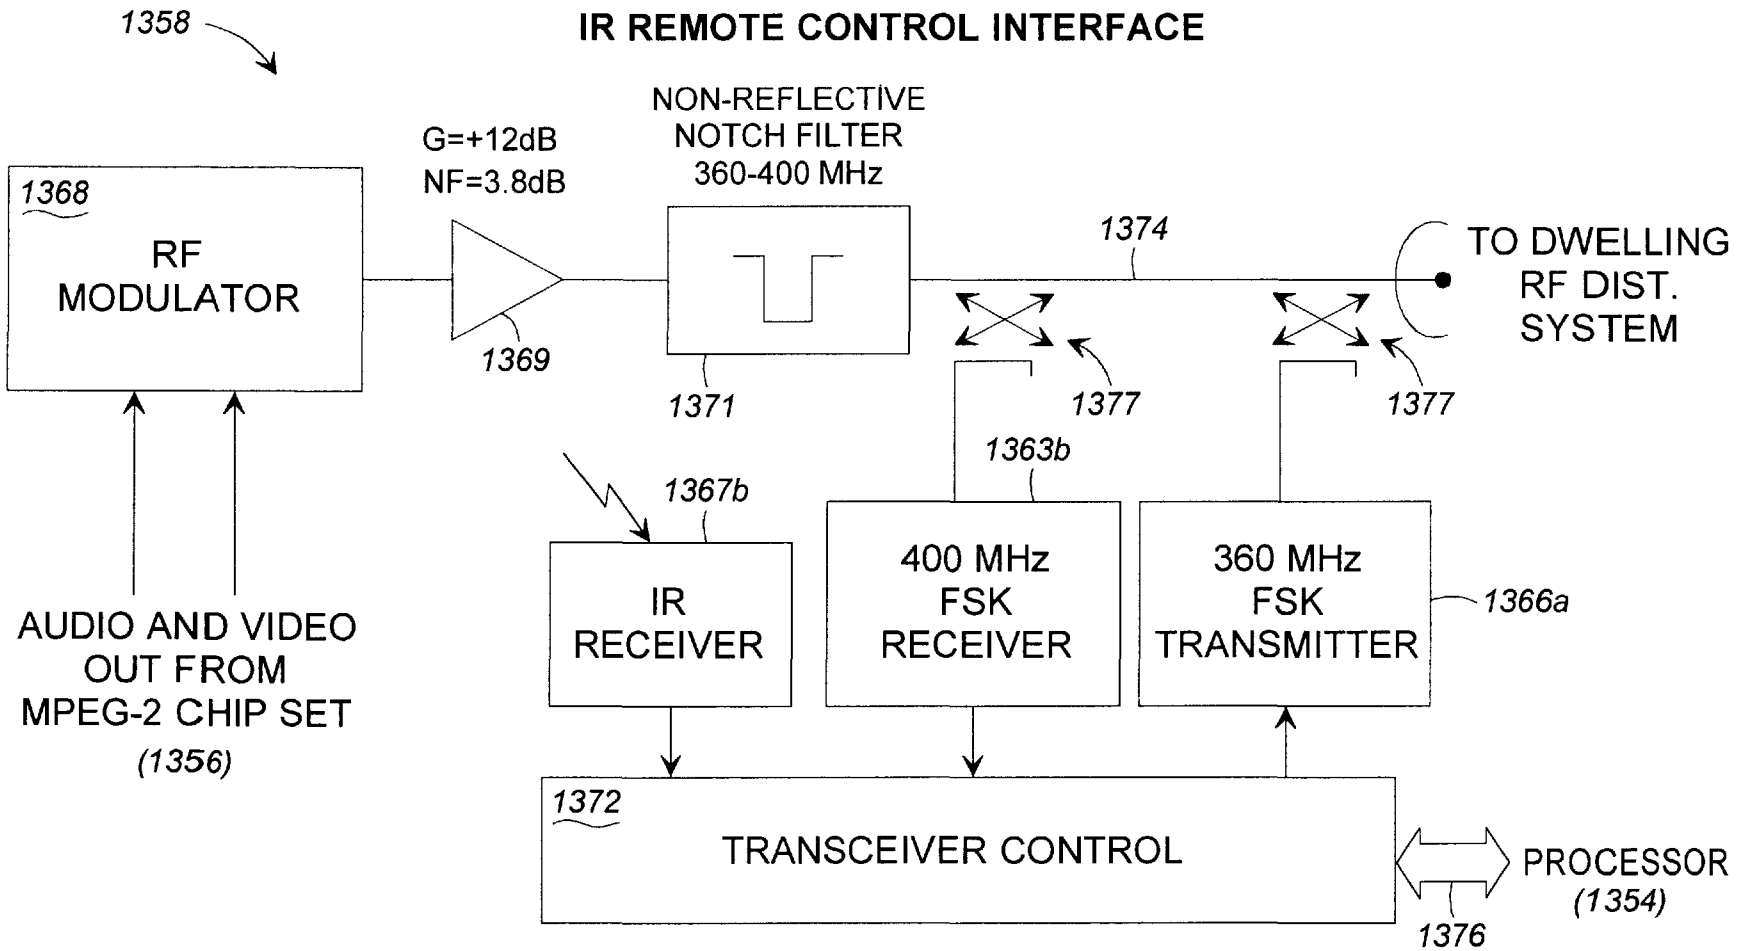 1358
IR REMOTE CONTROL INTERFACE
NON-REFLECTIVE
NOTCH FILTER
360-400 MHz
G=+12dB
NF=3.8dB
1368
RF
MODULATOR
1369
1371
1374
TO DWELLING
RF DIST.
SYSTEM
1377
1377
1363b
1367b
IR
RECEIVER
400 MHz
FSK
RECEIVER
360 MHz
FSK
TRANSMITTER
1366a
AUDIO AND VIDEO
OUT FROM
MPEG-2 CHIP SET
(1356)
1372
TRANSCEIVER CONTROL
PROCESSOR
(1354)
1376